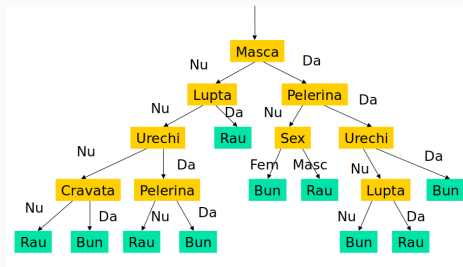 Masca
Nu Da
Lupta Pelerina
Nu Da Nu Da
Urechi Rau Sex Urechi
Nu Da Fem Masc Nu Da
Cravata Pelerina Bun Rau Lupta Bun
Nu Da Nu Da Nu Da
Rau Bun Rau Bun Bun Rau